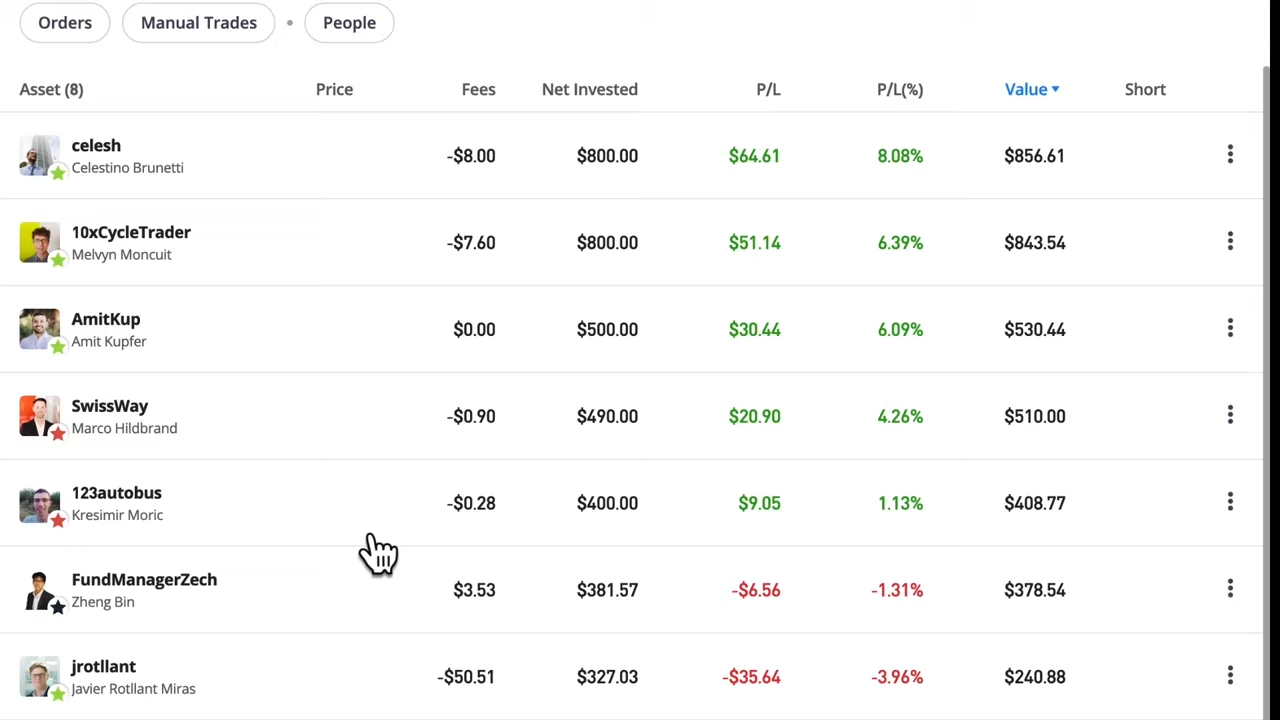 Orders Manual Trades • People
Asset (8) Price Fees Net Invested P/L P/L(%) Value Short
celesh
Celestino Brunetti
-$8.00 $800.00 $64.61 8.08% $856.61
10xCycleTrader
Melvyn Moncuit
-$7.60 $800.00 $51.14 6.39% $843.54
AmitKup
Amit Kupfer
$0.00 $500.00 $30.44 6.09% $530.44
SwissWay
Marco Hildbrand
-$0.90 $490.00 $20.90 4.26% $510.00
123autobus
Kresimir Moric
-$0.28 $400.00 $9.05 1.13% $408.77
FundManagerZech
Zheng Bin
$3.53 $381.57 -$6.56 -1.31% $378.54
jrotllant
Javier Rotllant Miras
-$50.51 $327.03 -$35.64 -3.96% $240.88